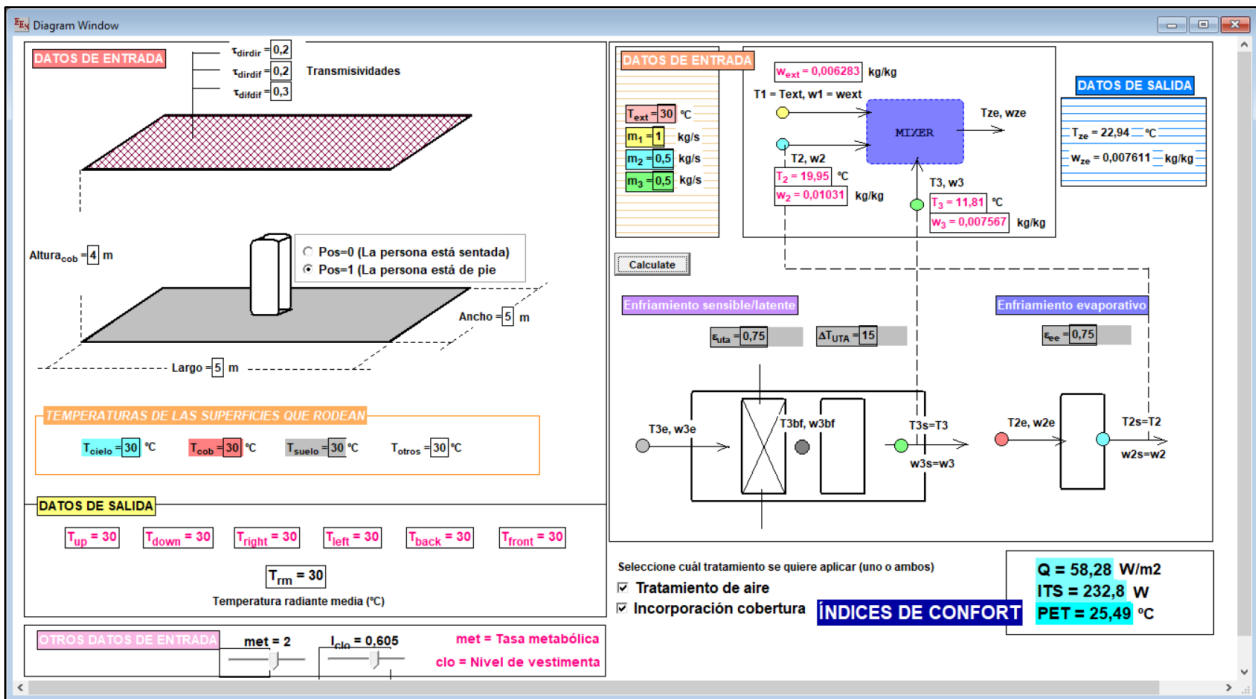 EEN Diagram Window
DATOS DE ENTRADA
τdirdir = 0,2
τdirdif = 0,2 Transmisividades
τdifdif = 0,3
Alturacob = 4 m
Pos=0 (La persona está sentada)
Pos=1 (La persona está de pie
Ancho = 5 m
Largo = 5 m
TEMPERATURAS DE LAS SUPERFICIES QUE RODEAN
Tcielo = 30 ºC Tcob = 30 ºC Tsuelo = 30 ºC Totros = 30 ºC
DATOS DE SALIDA
Tup = 30 Tdown = 30 Tright = 30 Tleft = 30 Tback = 30 Tfront = 30
Trm = 30
Temperatura radiante media (ºC)
OTROS DATOS DE ENTRADA
met = 2 Iclo = 0,605
met = Tasa metabólica
clo = Nivel de vestimenta
DATOS DE ENTRADA
Text = 30 ºC
m1 = 1 kg/s
m2 = 0,5 kg/s
m3 = 0,5 kg/s
wext = 0,006283 kg/kg
T1 = Text, w1 = wext
MIXER
Tze, wze
T2, w2
T2 = 19,95 ºC
w2 = 0,01031 kg/kg
T3, w3
T3 = 11,81 ºC
w3 = 0,007567 kg/kg
DATOS DE SALIDA
Tze = 22,94 ºC
wze = 0,007611 kg/kg
Calculate
Enfriamiento sensible/latente
εuta = 0,75 ΔTUTA = 15
T3e, w3e
T3bf, w3bf
T3s=T3
w3s=w3
Enfriamiento evaporativo
εee = 0,75
T2e, w2e
T2s=T2
w2s=w2
Seleccione cuál tratamiento se quiere aplicar (uno o ambos)
Tratamiento de aire
Incorporación cobertura
ÍNDICES DE CONFORT
Q = 58,28 W/m2
ITS = 232,8 W
PET = 25,49 ºC